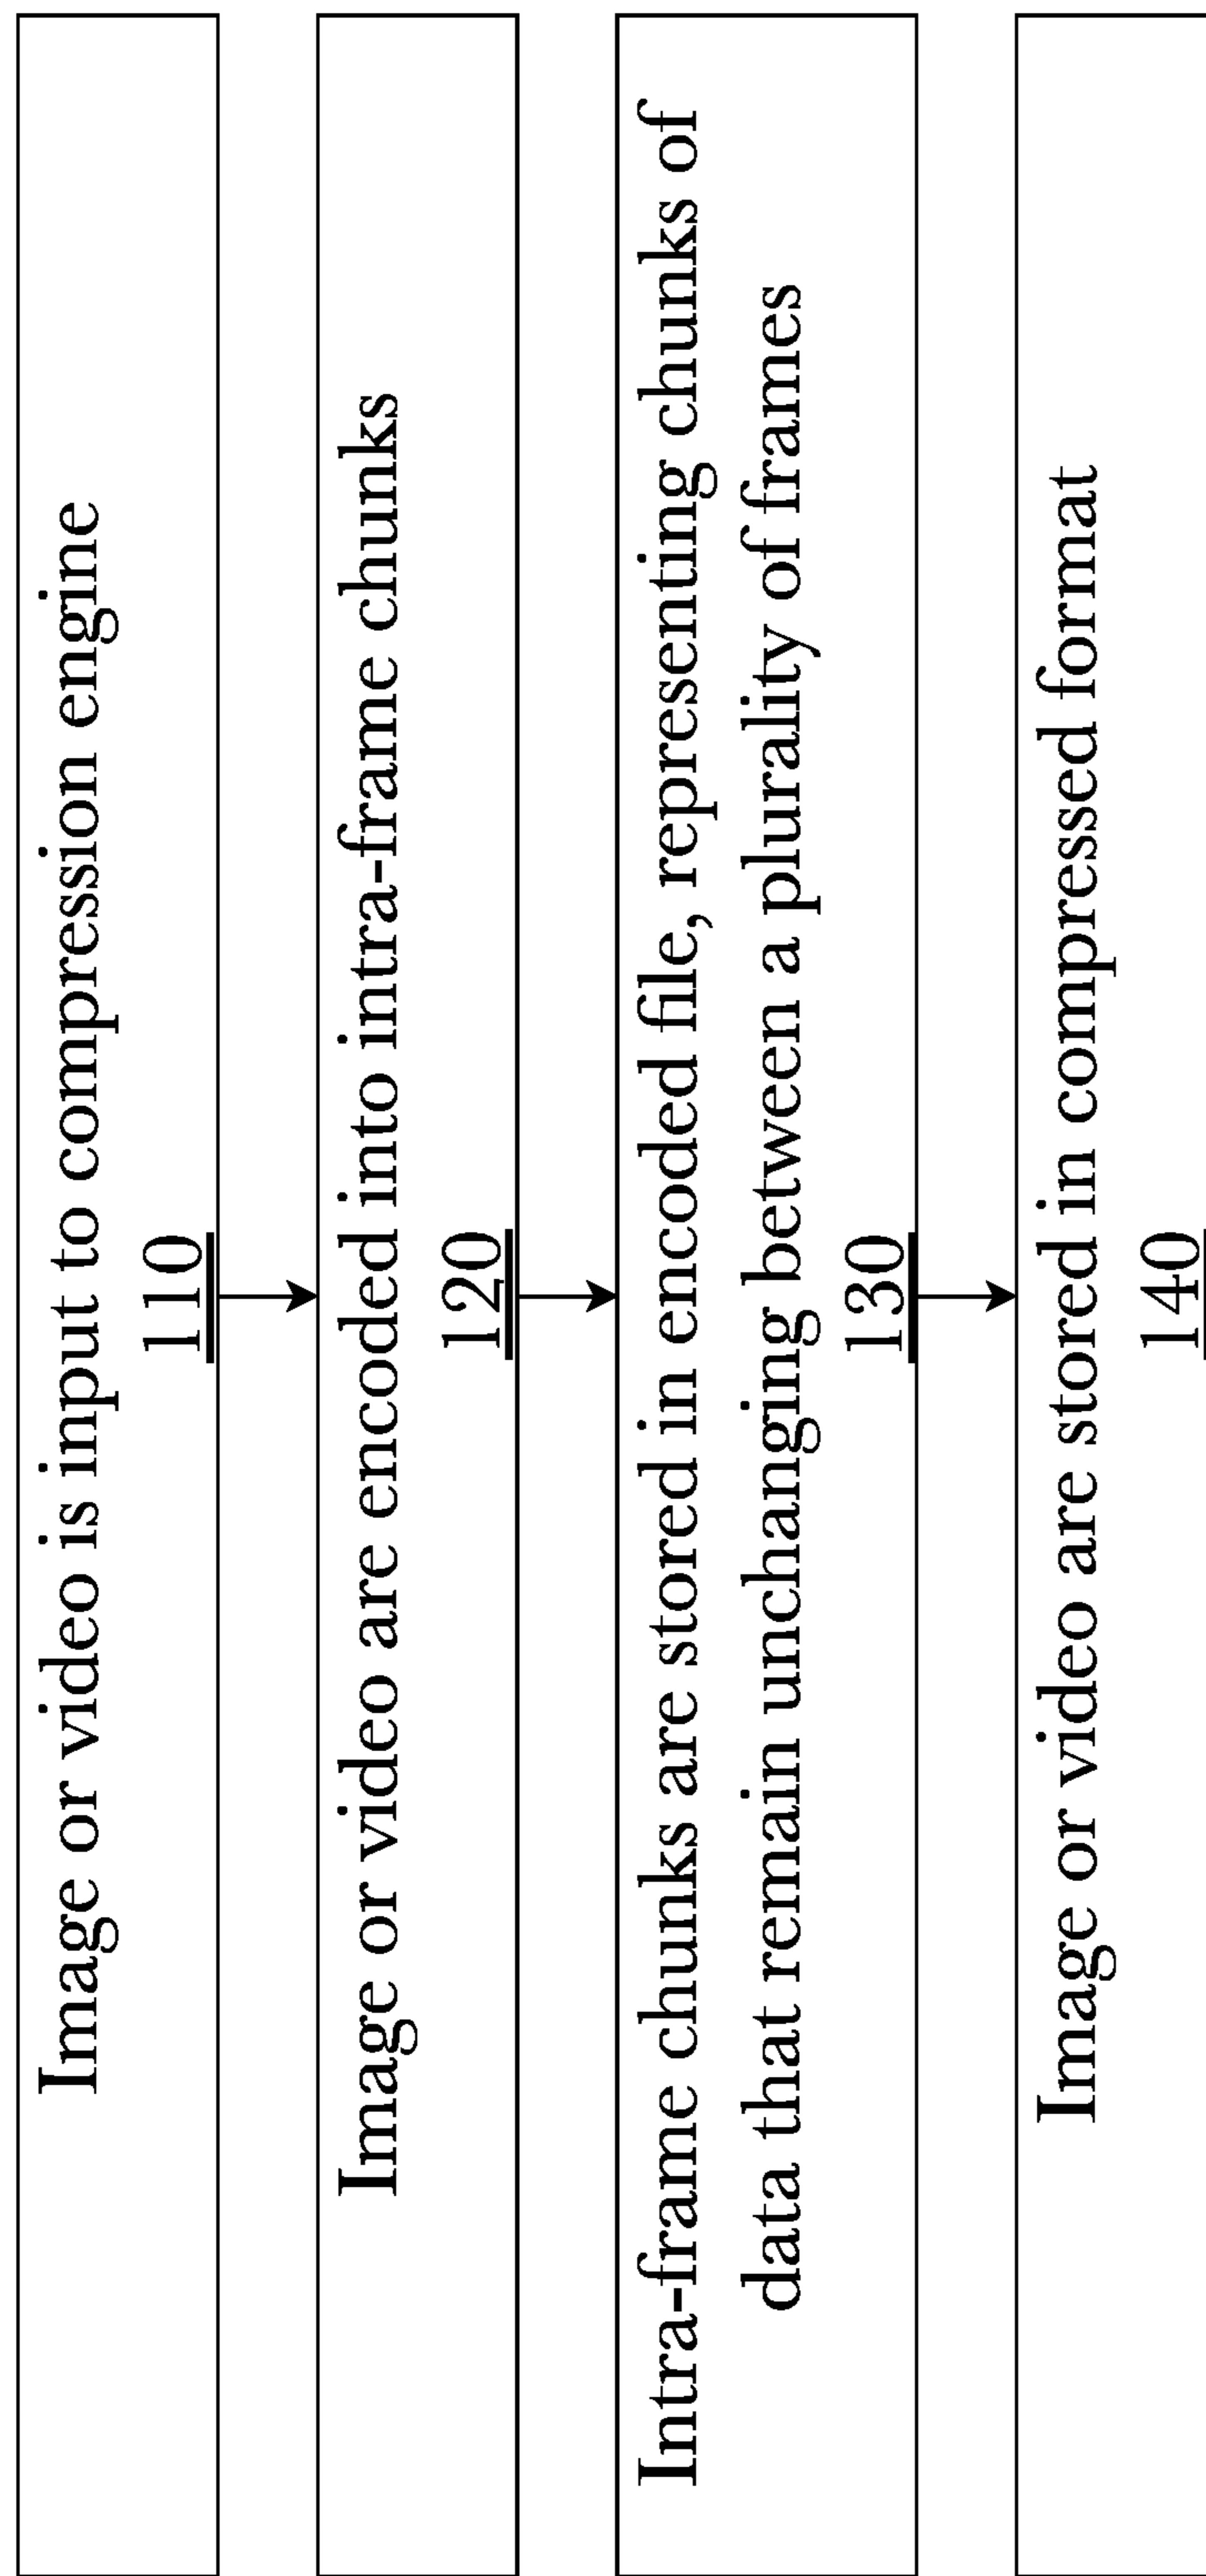 Image or video is input to compression engine
110
Image or video are encoded into intra-frame chunks
120
Intra-frame chunks are stored in encoded file, representing chunks of
data that remain unchanging between a plurality of frames
130
Image or video are stored in compressed format
140